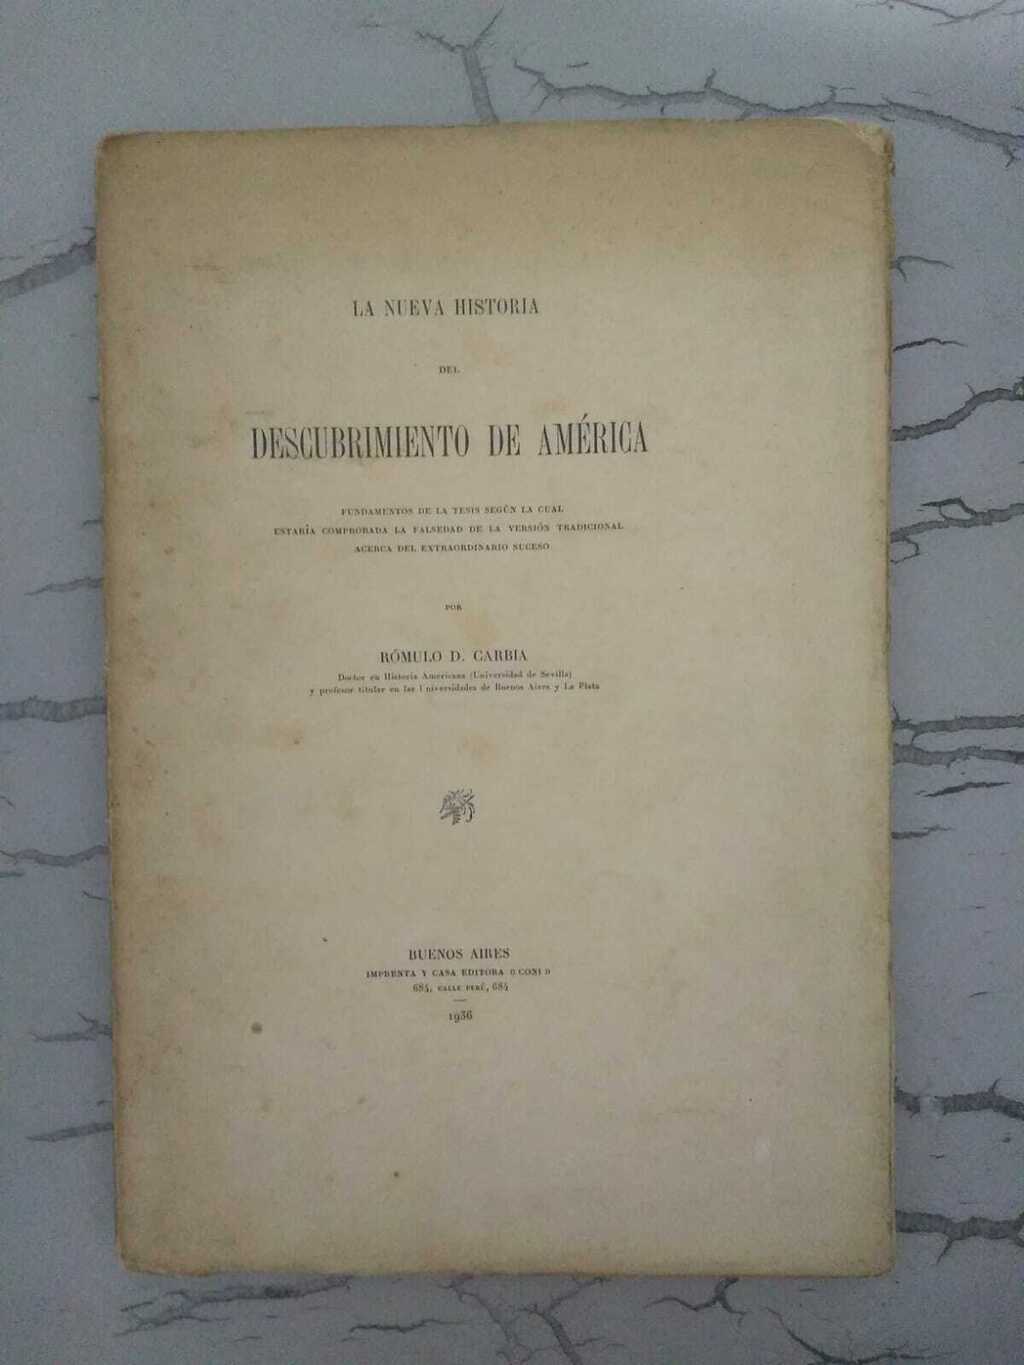 LA NUEVA HISTORIA
DEL
DESCUBRIMIENTO DE AMÉRICA
FUNDAMENTOS DE LA TESIS SEGÚN LA CUAL
ESTARÍA COMPROBADA LA FALSEDAD DE LA VERSIÓN TRADICIONAL
ACERCA DEL EXTRAORDINARIO SUCESO
POR
RÓMULO D. CARBIA
Doctor en Historia Americana (Universidad de Sevilla)
y profesor titular en las Universidades de Buenos Aires y La Plata
BUENOS AIRES
IMPRENTA Y CASA EDITORA « CONI »
684, CALLE PERÚ, 684
1936